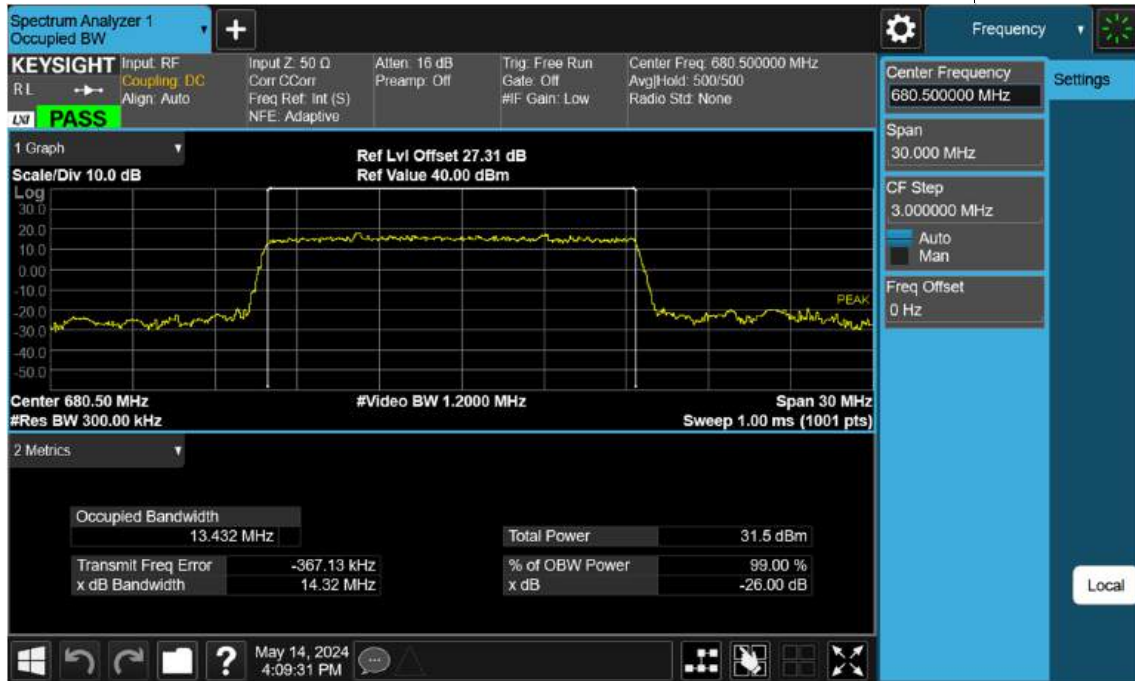 Spectrum Analyzer 1
Occupied BW
+
Frequency
KEYSIGHT
RL
LXI
PASS
Input: RF
Coupling: DC
Align: Auto
Input Z: 50 Ω
Corr CCorr
Freq Ref: Int (S)
NFE: Adaptive
Atten: 16 dB
Preamp: Off
Trig: Free Run
Gate: Off
#IF Gain: Low
Center Freq: 680.500000 MHz
Avg|Hold: 500/500
Radio Std: None
1 Graph
Scale/Div 10.0 dB
Ref Lvl Offset 27.31 dB
Ref Value 40.00 dBm
Log
30.0
20.0
10.0
0.00
-10.0
-20.0
-30.0
-40.0
-50.0
PEAK
Center 680.50 MHz
#Video BW 1.2000 MHz
Span 30 MHz
#Res BW 300.00 kHz
Sweep 1.00 ms (1001 pts)
2 Metrics
Occupied Bandwidth
13.432 MHz
Total Power 31.5 dBm
Transmit Freq Error -367.13 kHz
% of OBW Power 99.00 %
x dB Bandwidth 14.32 MHz
x dB -26.00 dB
Center Frequency
680.500000 MHz
Settings
Span
30.000 MHz
CF Step
3.000000 MHz
Auto
Man
Freq Offset
0 Hz
Local
?
May 14, 2024
4:09:31 PM